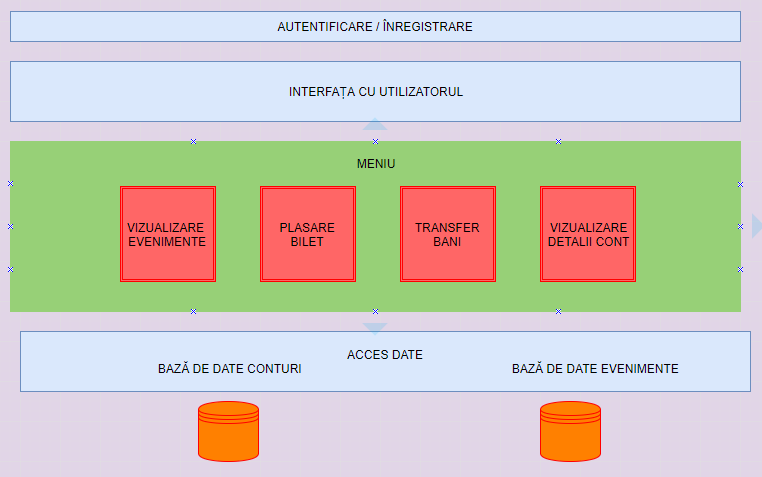 AUTENTIFICARE / ÎNREGISTRARE
INTERFAȚA CU UTILIZATORUL
MENIU
VIZUALIZARE
EVENIMENTE
PLASARE
BILET
TRANSFER
BANI
VIZUALIZARE
DETALII CONT
ACCES DATE
BAZĂ DE DATE CONTURI
BAZĂ DE DATE EVENIMENTE